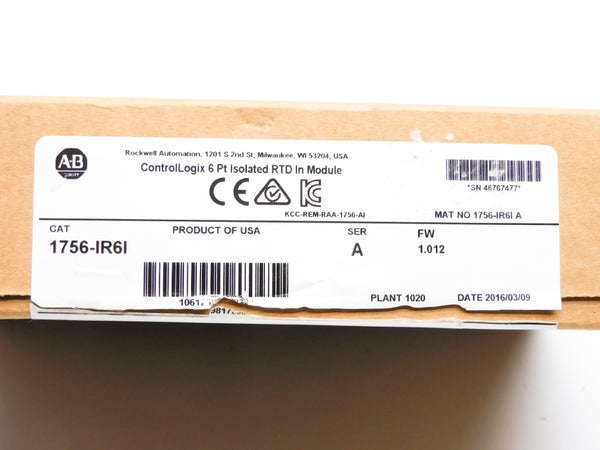 A-B
QUALITY
Rockwell Automation, 1201 S 2nd St, Milwaukee, WI 53204, USA
ControlLogix 6 Pt Isolated RTD In Module
CE
KCC-REM-RAA-1756-AI
*SN 46767477*
MAT NO 1756-IR6I A
CAT
1756-IR6I
PRODUCT OF USA
SER
A
FW
1.012
PLANT 1020
DATE 2016/03/09